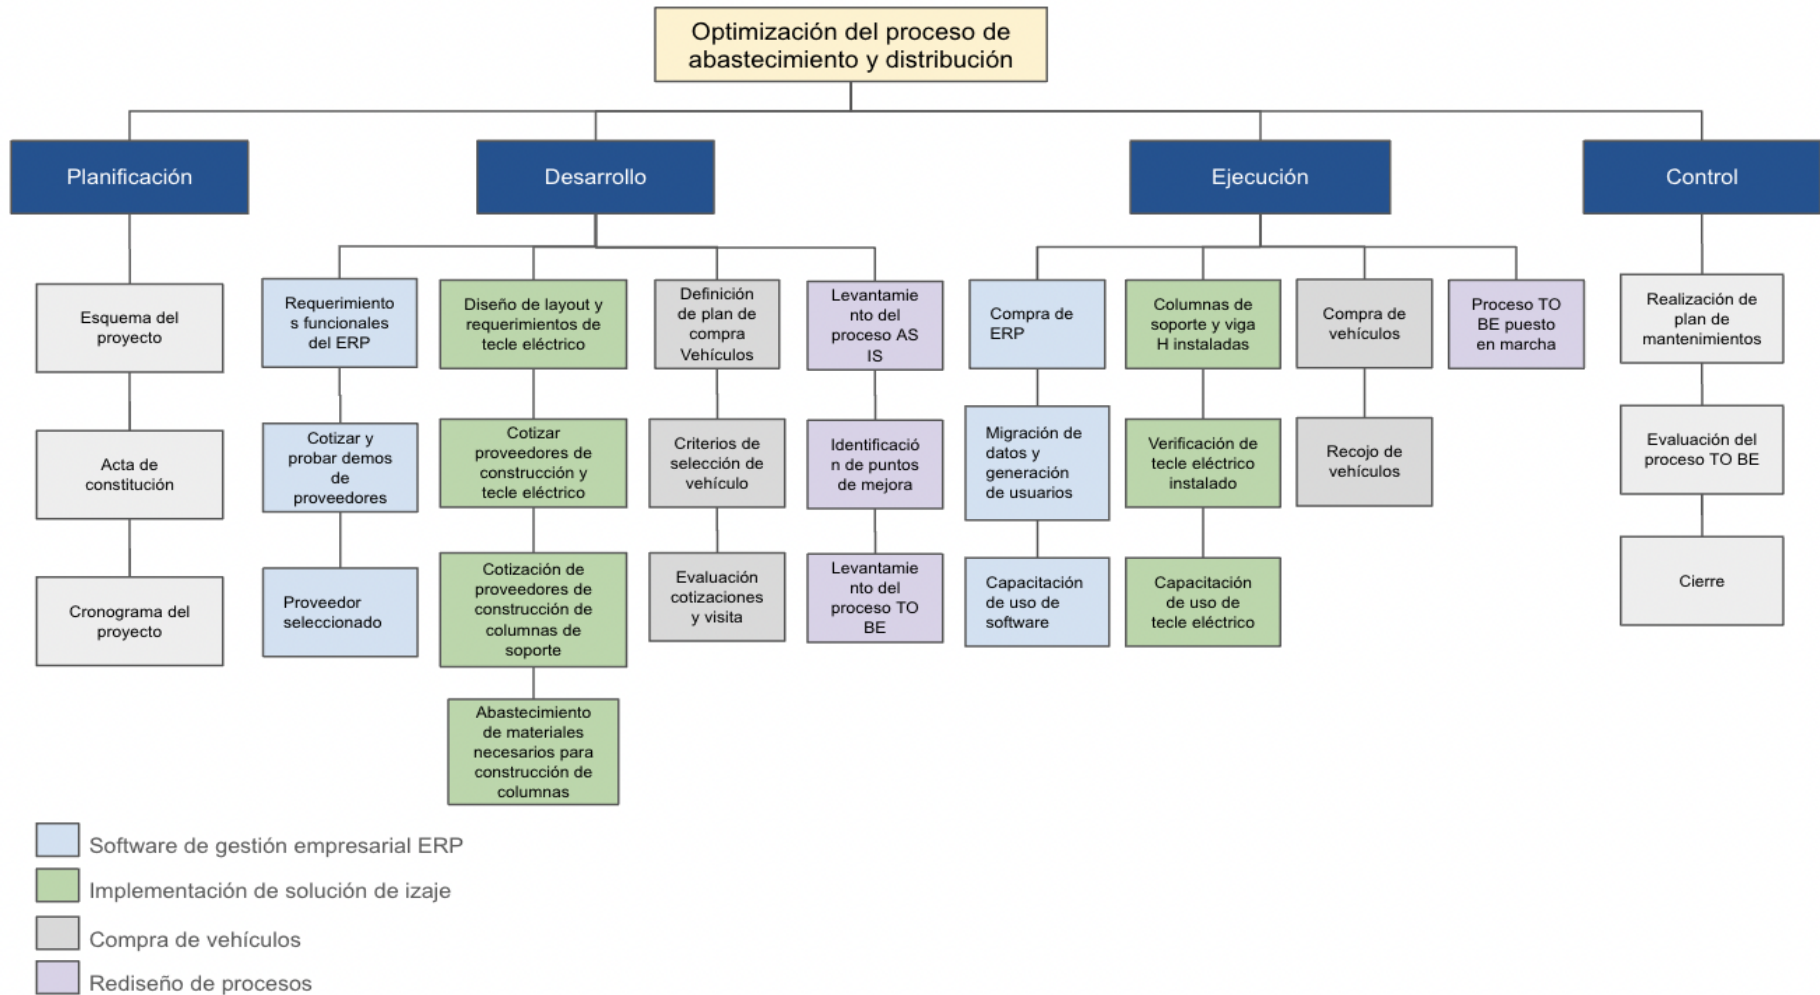 Optimización del proceso de
abastecimiento y distribución
Planificación
Desarrollo
Ejecución
Control
Esquema del
proyecto
Acta de
constitución
Cronograma del
proyecto
Requerimiento
s funcionales
del ERP
Cotizar y
probar demos
de
proveedores
Proveedor
seleccionado
Diseño de layout y
requerimientos de
tecle eléctrico
Cotizar
proveedores de
construcción y
tecle eléctrico
Cotización de
proveedores de
construcción de
columnas de
soporte
Abastecimiento
de materiales
necesarios para
construcción de
columnas
Definición
de plan de
compra
Vehículos
Criterios de
selección de
vehículo
Evaluación
cotizaciones
y visita
Levantamie
nto del
proceso AS
IS
Identificació
n de puntos
de mejora
Levantamie
nto del
proceso TO
BE
Compra de
ERP
Migración de
datos y
generación
de usuarios
Capacitación
de uso de
software
Columnas de
soporte y viga
H instaladas
Verificación de
tecle eléctrico
instalado
Capacitación
de uso de
tecle eléctrico
Compra de
vehículos
Recojo de
vehículos
Proceso TO
BE puesto
en marcha
Realización de
plan de
mantenimientos
Evaluación del
proceso TO BE
Cierre
Software de gestión empresarial ERP
Implementación de solución de izaje
Compra de vehículos
Rediseño de procesos